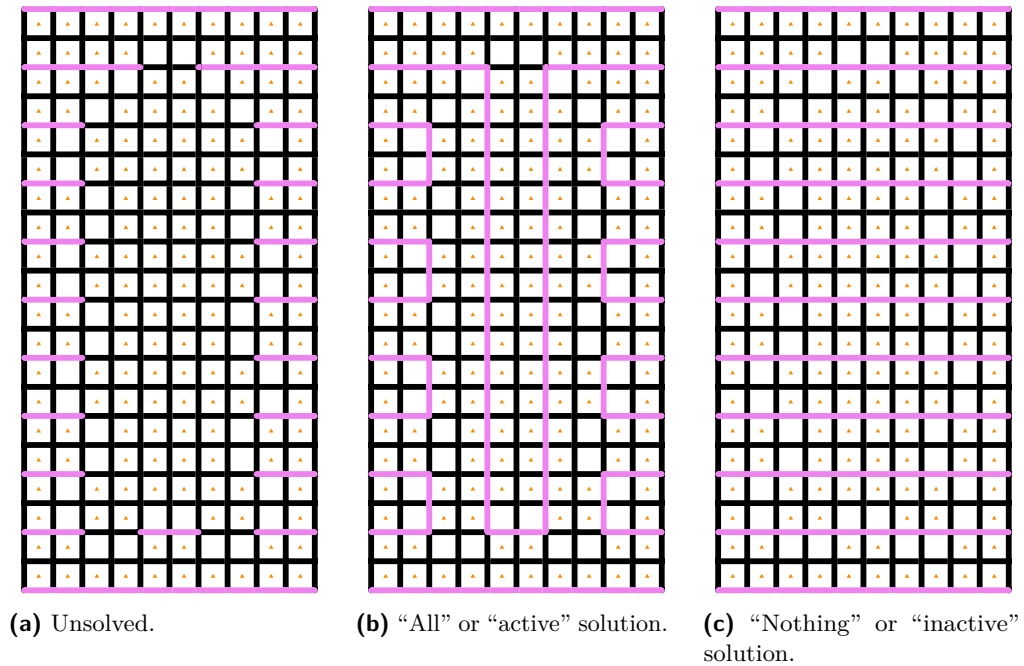 (a) Unsolved.
(b) “All” or “active” solution.
(c) “Nothing” or “inactive”
solution.